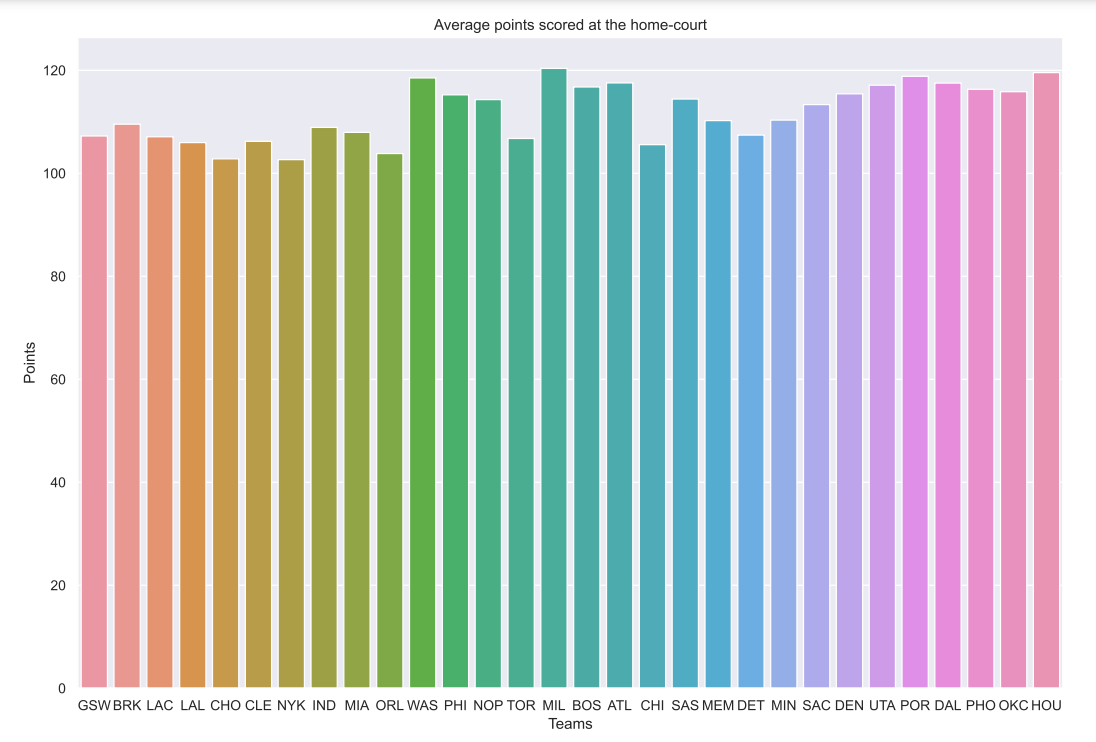 Average points scored at the home-court
120
100
80
60
40
20
0
Points
GSW BRK LAC LAL CHO CLE NYK IND MIA ORL WAS PHI NOP TOR MIL BOS ATL CHI SAS MEM DET MIN SAC DEN UTA POR DAL PHO OKC HOU
Teams